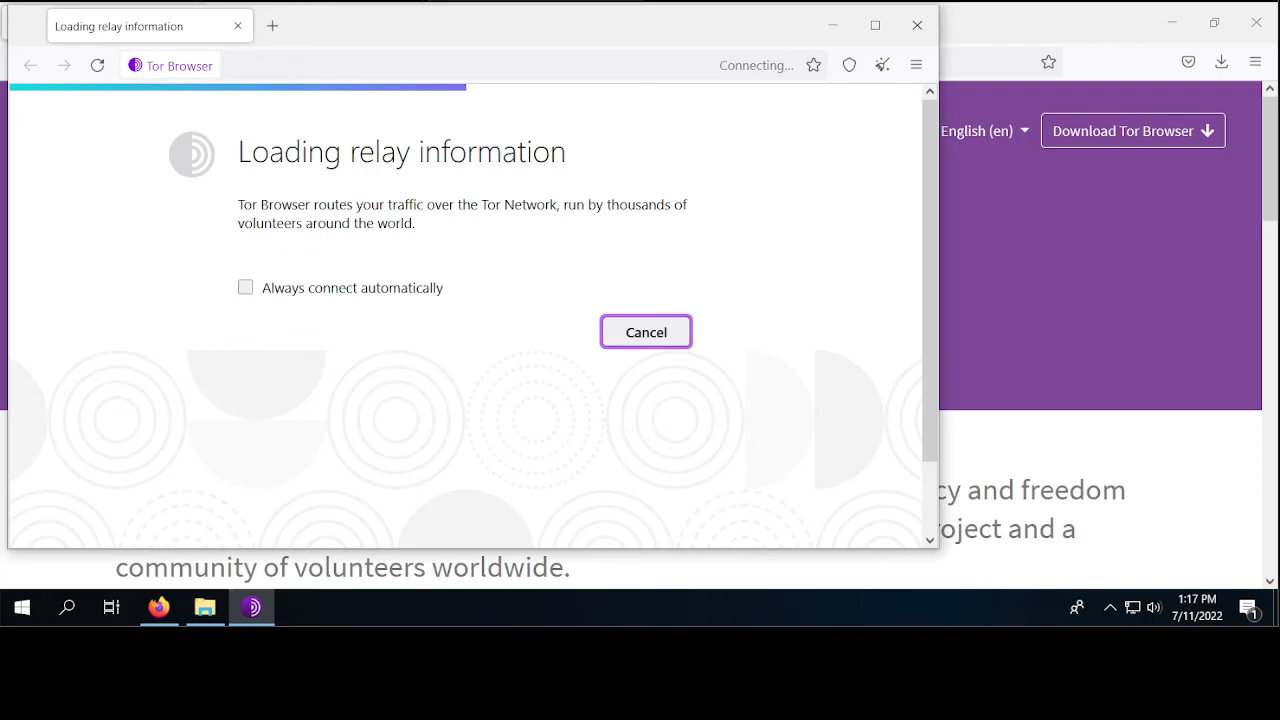 Loading relay information
Tor Browser
Connecting...
English (en)
Download Tor Browser
Loading relay information
Tor Browser routes your traffic over the Tor Network, run by thousands of
volunteers around the world.
Always connect automatically
Cancel
and freedom
and a
community of volunteers worldwide.
1:17 PM
7/11/2022
1